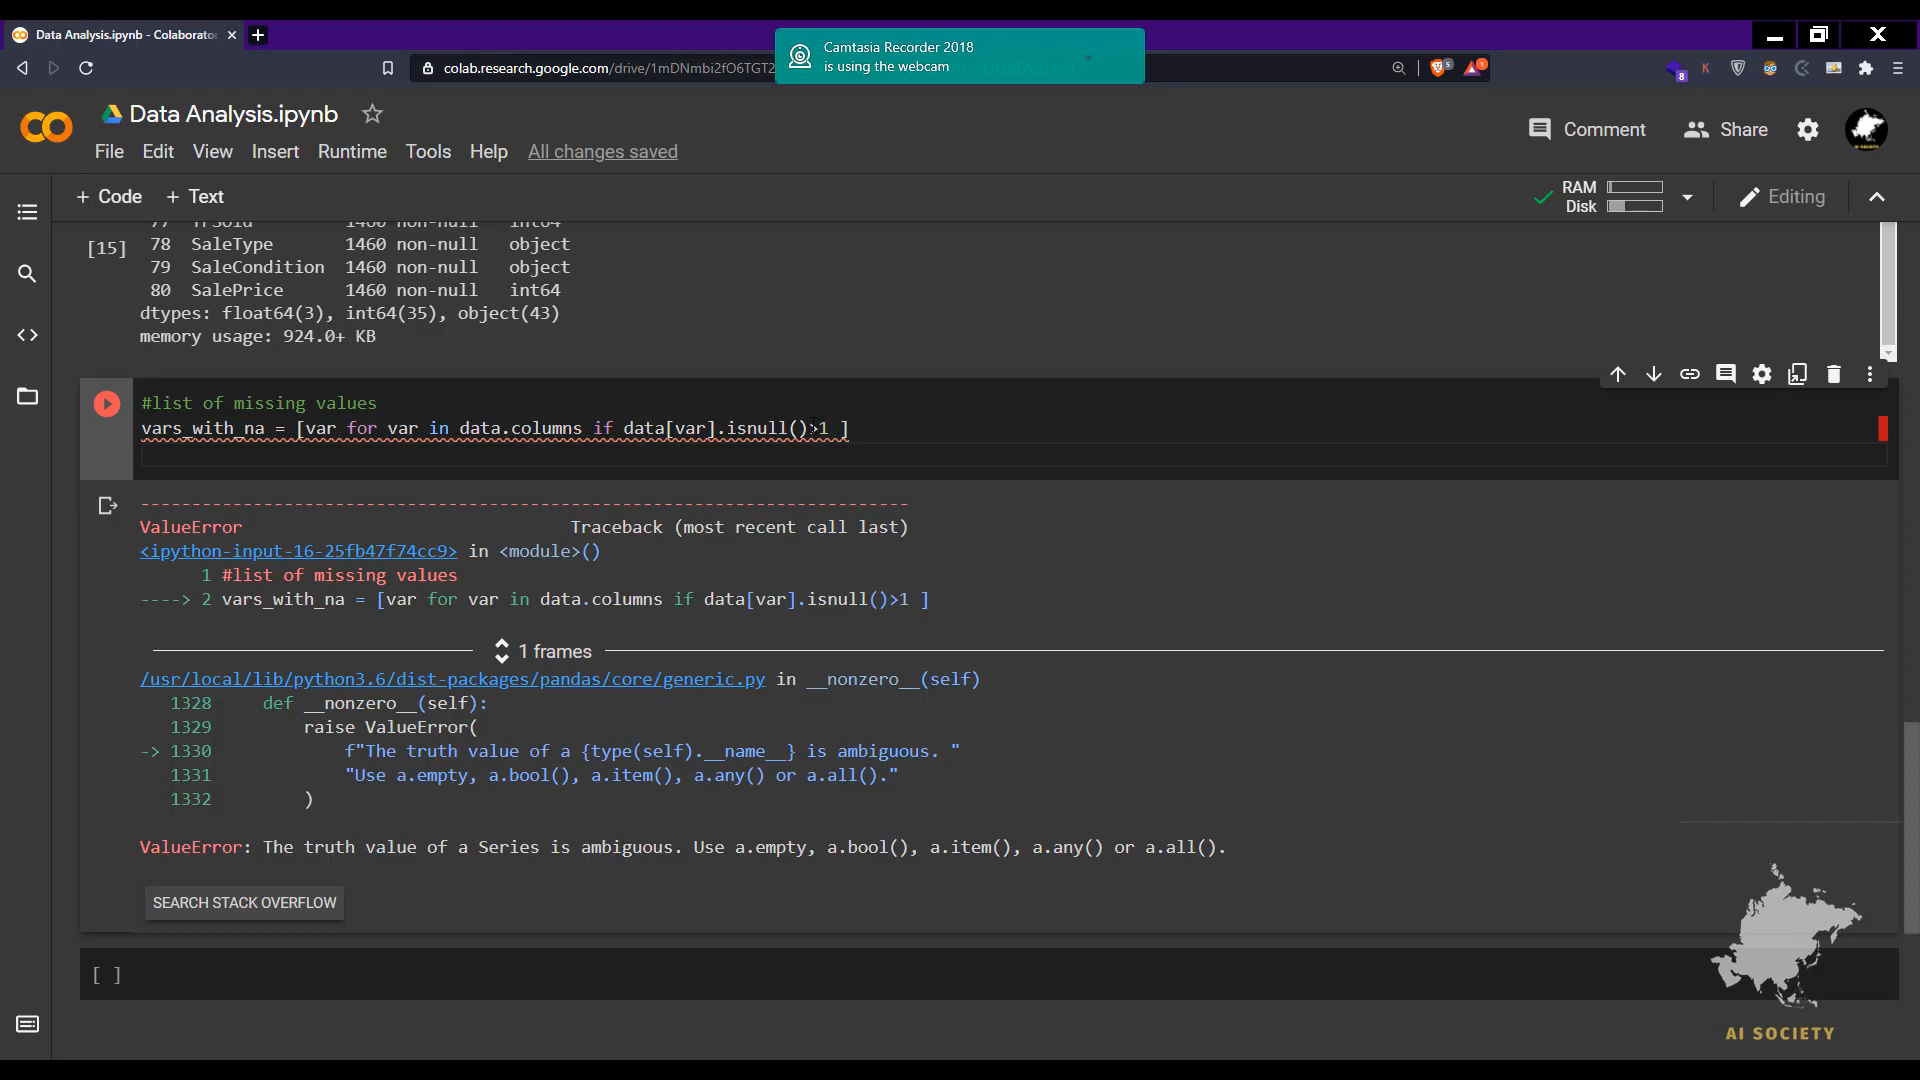 Data Analysis.ipynb - Colaborator
Camtasia Recorder 2018
is using the webcam
colab.research.google.com/drive/1mDNmbi2fO6TGT2
5
1
8
K
Data Analysis.ipynb
Comment
Share
File Edit View Insert Runtime Tools Help All changes saved
+ Code + Text
RAM
Disk
Editing
77 YrSold 1460 non-null int64
[15]
78 SaleType 1460 non-null object
79 SaleCondition 1460 non-null object
80 SalePrice 1460 non-null int64
dtypes: float64(3), int64(35), object(43)
memory usage: 924.0+ KB
#list of missing values
vars_with_na = [var for var in data.columns if data[var].isnull()>1 ]
---------------------------------------------------------------------------
ValueError Traceback (most recent call last)
<ipython-input-16-25fb47f74cc9> in <module>()
1 #list of missing values
----> 2 vars_with_na = [var for var in data.columns if data[var].isnull()>1 ]
1 frames
/usr/local/lib/python3.6/dist-packages/pandas/core/generic.py in __nonzero__(self)
1328 def __nonzero__(self):
1329 raise ValueError(
-> 1330 f"The truth value of a {type(self).__name__} is ambiguous. "
1331 "Use a.empty, a.bool(), a.item(), a.any() or a.all()."
1332 )
ValueError: The truth value of a Series is ambiguous. Use a.empty, a.bool(), a.item(), a.any() or a.all().
SEARCH STACK OVERFLOW
[ ]
AI SOCIETY